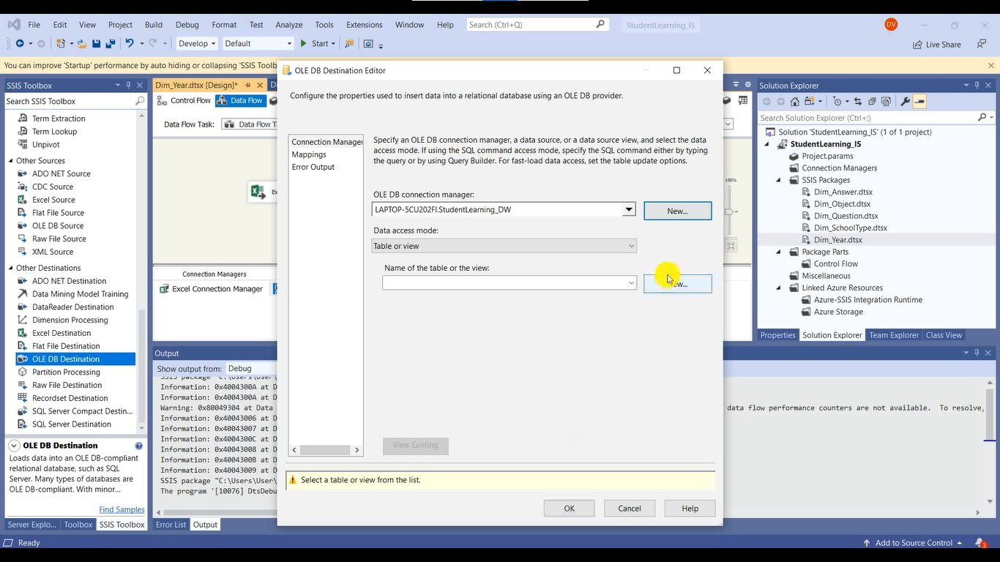 File Edit View Project Build Debug Format Test Analyze Tools Extensions Window Help Search (Ctrl+Q) StudentLearning_IS DV
Develop Default Start Live Share
You can improve 'Startup' performance by auto hiding or collapsing 'SSIS
SSIS Toolbox
Search SSIS Toolbox
Term Extraction
Term Lookup
Unpivot
Other Sources
ADO NET Source
CDC Source
Excel Source
Flat File Source
OLE DB Source
Raw File Source
XML Source
Other Destinations
ADO NET Destination
Data Mining Model Training
DataReader Destination
Dimension Processing
Excel Destination
Flat File Destination
OLE DB Destination
Partition Processing
Raw File Destination
Recordset Destination
SQL Server Compact Destin...
SQL Server Destination
OLE DB Destination
Loads data into an OLE DB-compliant
relational database, such as SQL
Server. Many types of databases are
OLE DB-compliant. With minor...
Find Samples
Server Explo... Toolbox SSIS Toolbox
Dim_Year.dtsx [Design]*
Control Flow Data Flow
Data Flow Task: Data Flow
100%
Connection Managers
Excel Connection Manager
Output
Show output from: Debug
SSIS package "C:\Users\User\
Information: 0x4004300A at D
Information: 0x4004300A at D
Warning: 0x80049304 at Data
Information: 0x40043006 at D
Information: 0x40043007 at D
Information: 0x4004300C at D
Information: 0x40043008 at D
Information: 0x4004300B at D
Information: 0x40043009 at D
SSIS package "C:\Users\User\
The program '[10076] DtsDebu
data flow performance counters are not available. To resolve,
Error List Output
OLE DB Destination Editor
Configure the properties used to insert data into a relational database using an OLE DB provider.
Connection Manager
Mappings
Error Output
Specify an OLE DB connection manager, a data source, or a data source view, and select the data
access mode. If using the SQL command access mode, specify the SQL command either by typing
the query or by using Query Builder. For fast-load data access, set the table update options.
OLE DB connection manager:
LAPTOP-5CU202FI.StudentLearning_DW New...
Data access mode:
Table or view
Name of the table or the view:
View Existing
Select a table or view from the list.
OK Cancel Help
Solution Explorer
Search Solution Explorer (Ctrl+;)
Solution 'StudentLearning_IS' (1 of 1 project)
StudentLearning_IS
Project.params
Connection Managers
SSIS Packages
Dim_Answer.dtsx
Dim_Object.dtsx
Dim_Question.dtsx
Dim_SchoolType.dtsx
Dim_Year.dtsx
Package Parts
Control Flow
Miscellaneous
Linked Azure Resources
Azure-SSIS Integration Runtime
Azure Storage
Properties Solution Explorer Team Explorer Class View
Ready Add to Source Control 3